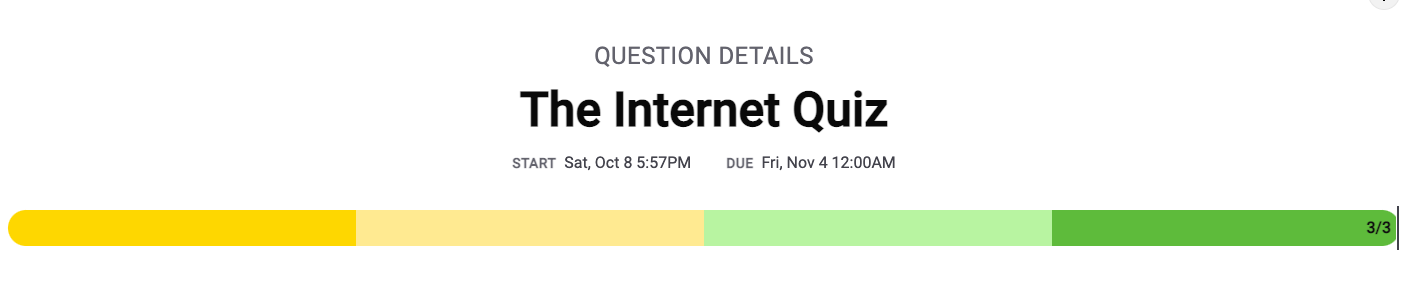 QUESTION DETAILS
The Internet Quiz
START Sat, Oct 8 5:57PM DUE Fri, Nov 4 12:00AM
3/3